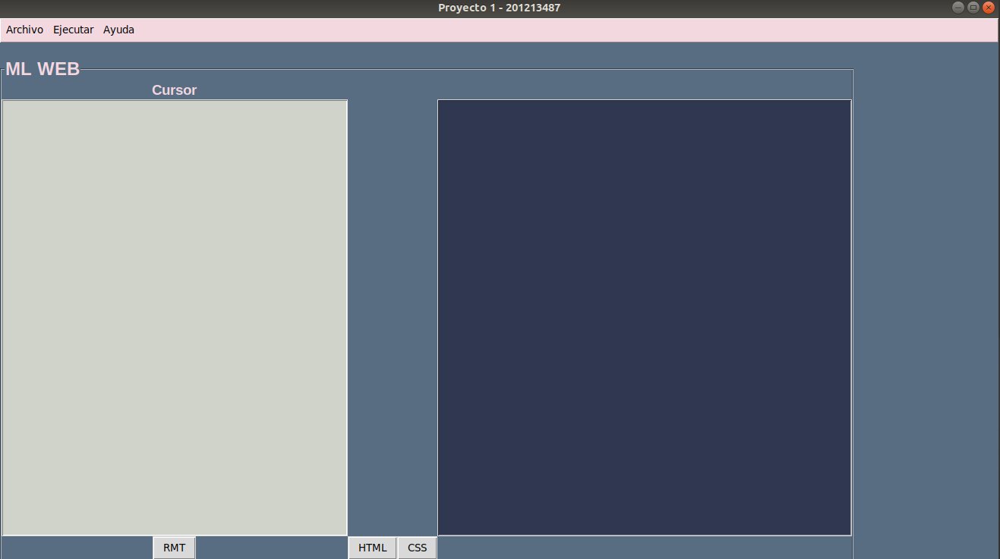 Proyecto 1 - 201213487
Archivo Ejecutar Ayuda
ML WEB
Cursor
RMT HTML CSS